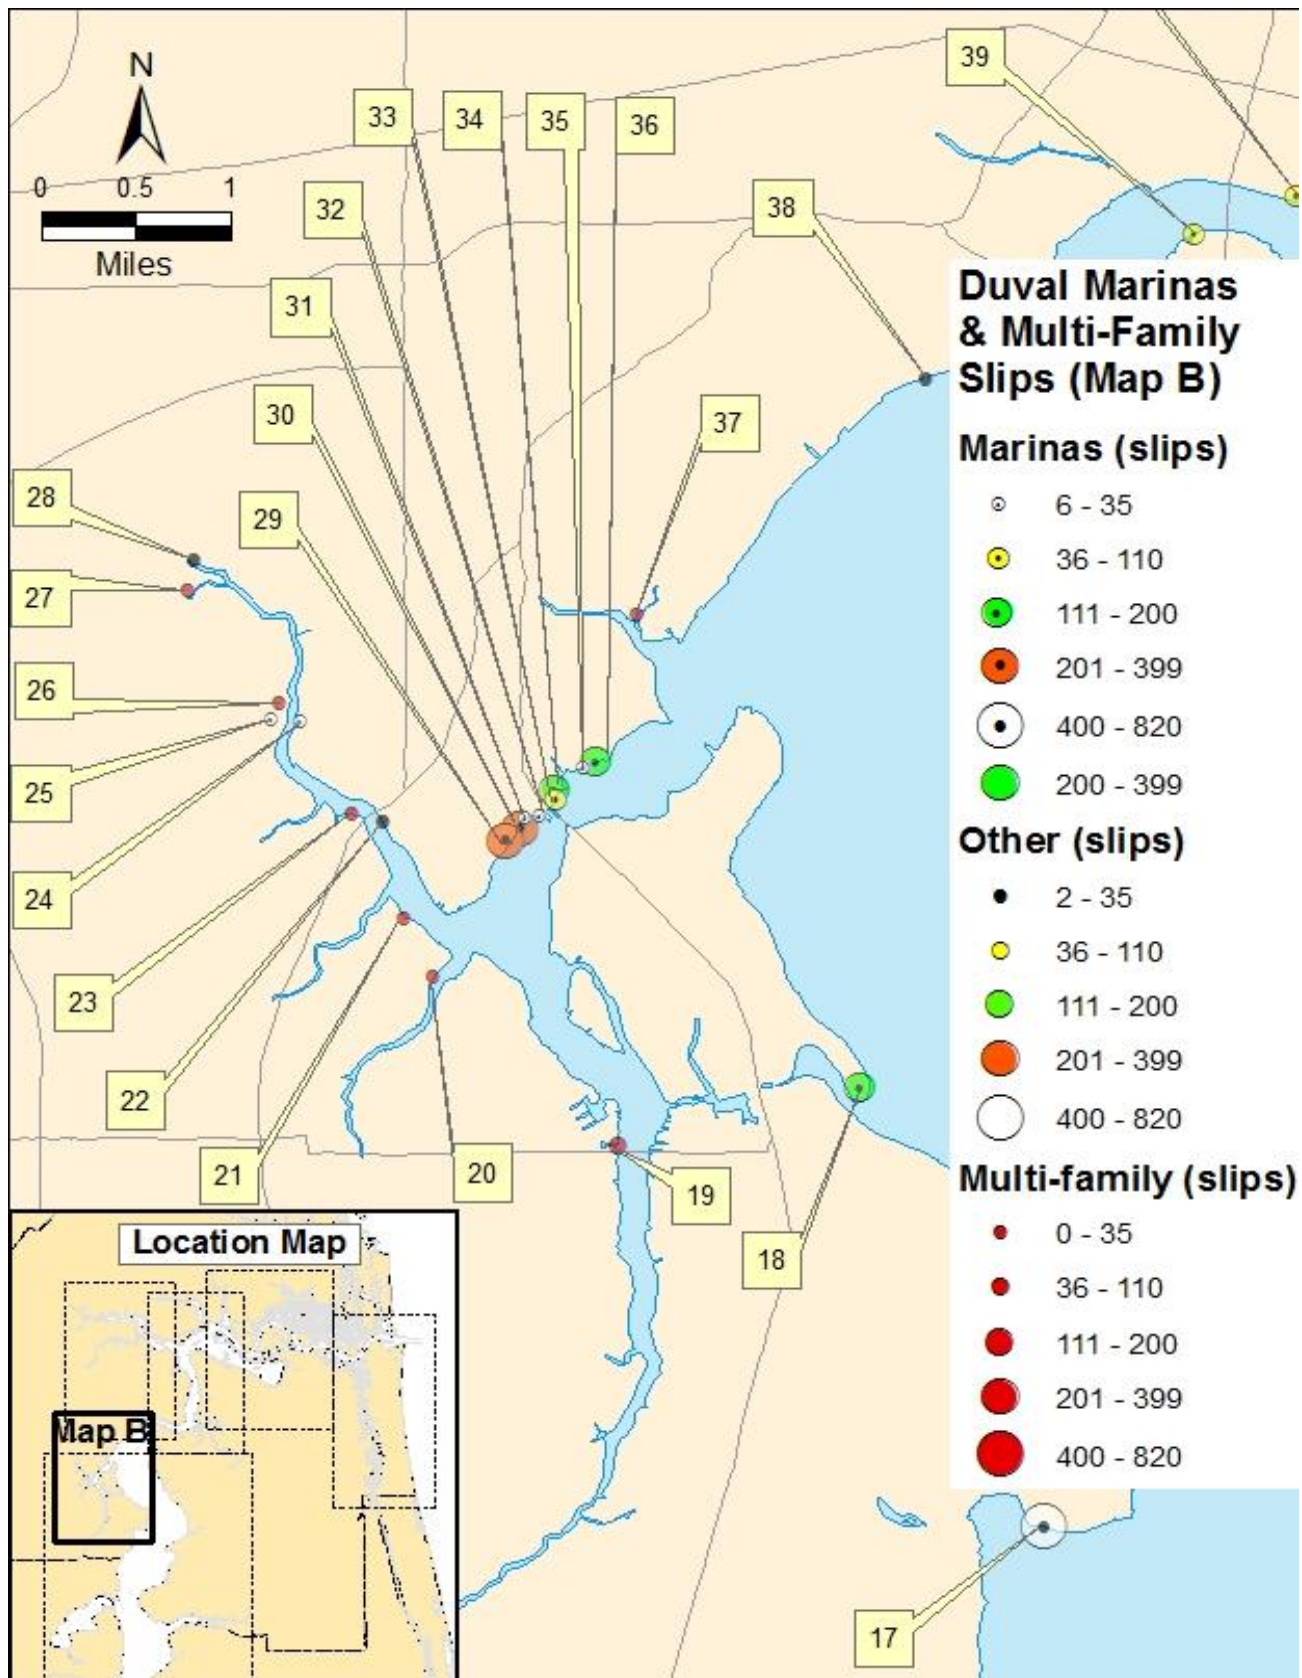 N
0 0.5 1
Miles
39
33
34
35
36
32
38
31
30
37
28
29
27
26
25
24
23
22
21
20
19
18
17
Duval Marinas
& Multi-Family
Slips (Map B)
Marinas (slips)
6 - 35
36 - 110
111 - 200
201 - 399
400 - 820
200 - 399
Other (slips)
2 - 35
36 - 110
111 - 200
201 - 399
400 - 820
Multi-family (slips)
0 - 35
36 - 110
111 - 200
201 - 399
400 - 820
Location Map
Map B